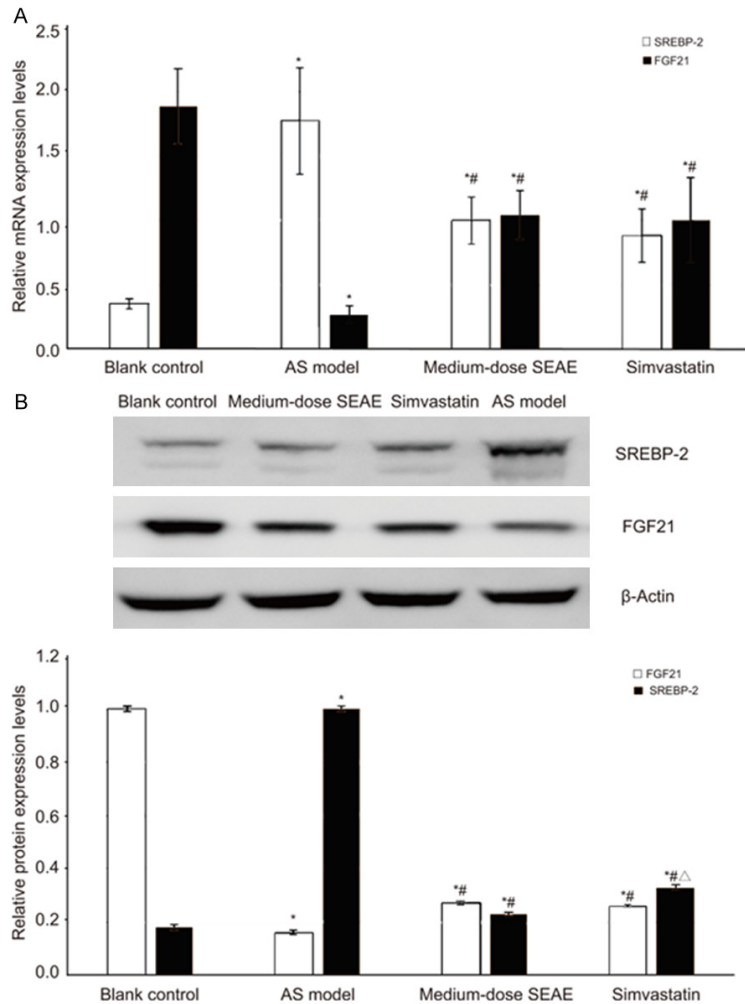 A
Relative mRNA expression levels
2.5
2.0
1.5
1.0
0.5
0.0
SREBP-2
FGF21
*
*
*# *#
*# *#
Blank control AS model Medium-dose SEAE Simvastatin
B
Blank control Medium-dose SEAE Simvastatin AS model
SREBP-2
FGF21
β-Actin
Relative protein expression levels
1.2
1.0
0.8
0.6
0.4
0.2
0.0
FGF21
SREBP-2
*
*
*# *#
*# *#△
Blank control AS model Medium-dose SEAE Simvastatin